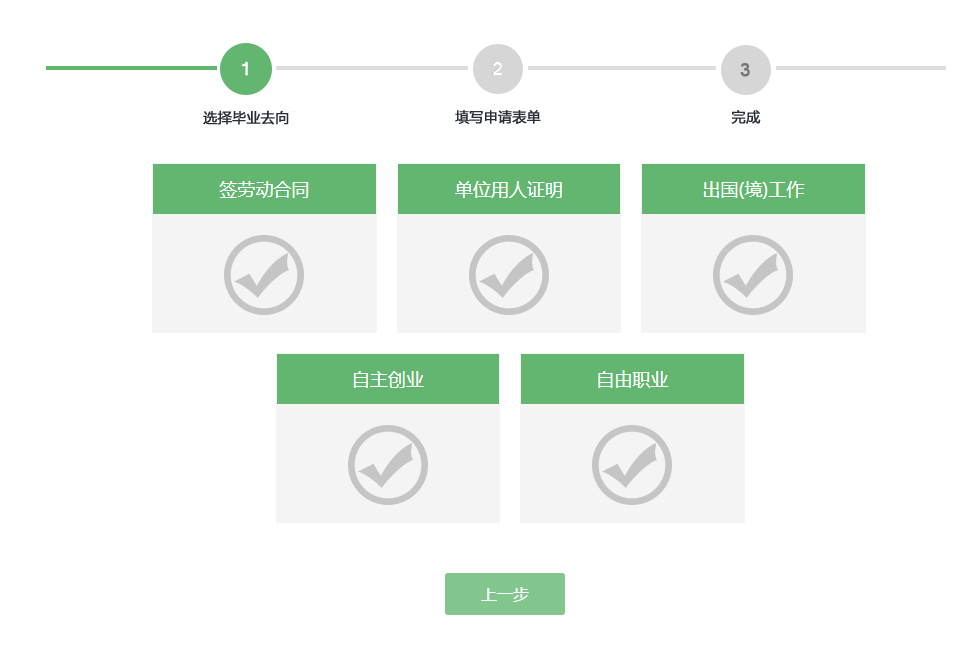 1
2
3
选择毕业去向
填写申请表单
完成
签劳动合同
单位用人证明
出国(境)工作
自主创业
自由职业
上一步